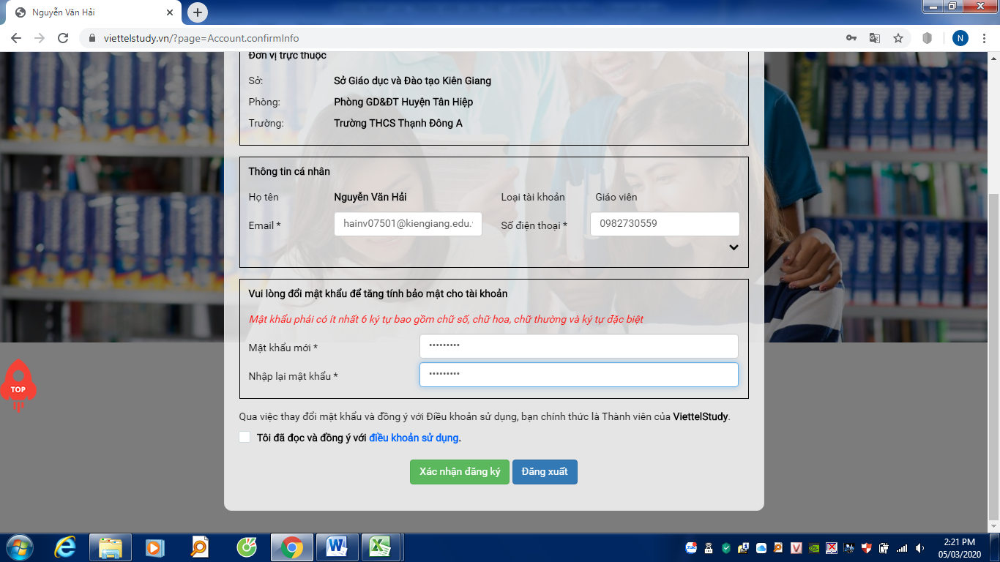 Nguyễn Văn Hải
viettelstudy.vn/?page=Account.confirmInfo
N
Đơn vị trực thuộc
Sở: Sở Giáo dục và Đào tạo Kiên Giang
Phòng: Phòng GD&ĐT Huyện Tân Hiệp
Trường: Trường THCS Thạnh Đông A
Thông tin cá nhân
Họ tên Nguyễn Văn Hải Loại tài khoản Giáo viên
Email * hainv07501@kiengiang.edu. Số điện thoại * 0982730559
Vui lòng đổi mật khẩu để tăng tính bảo mật cho tài khoản
Mật khẩu phải có ít nhất 6 ký tự bao gồm chữ số, chữ hoa, chữ thường và ký tự đặc biệt
Mật khẩu mới * •••••••••
Nhập lại mật khẩu * •••••••••
TOP
Qua việc thay đổi mật khẩu và đồng ý với Điều khoản sử dụng, bạn chính thức là Thành viên của ViettelStudy.
Tôi đã đọc và đồng ý với điều khoản sử dụng.
Xác nhận đăng ký Đăng xuất
2:21 PM
05/03/2020